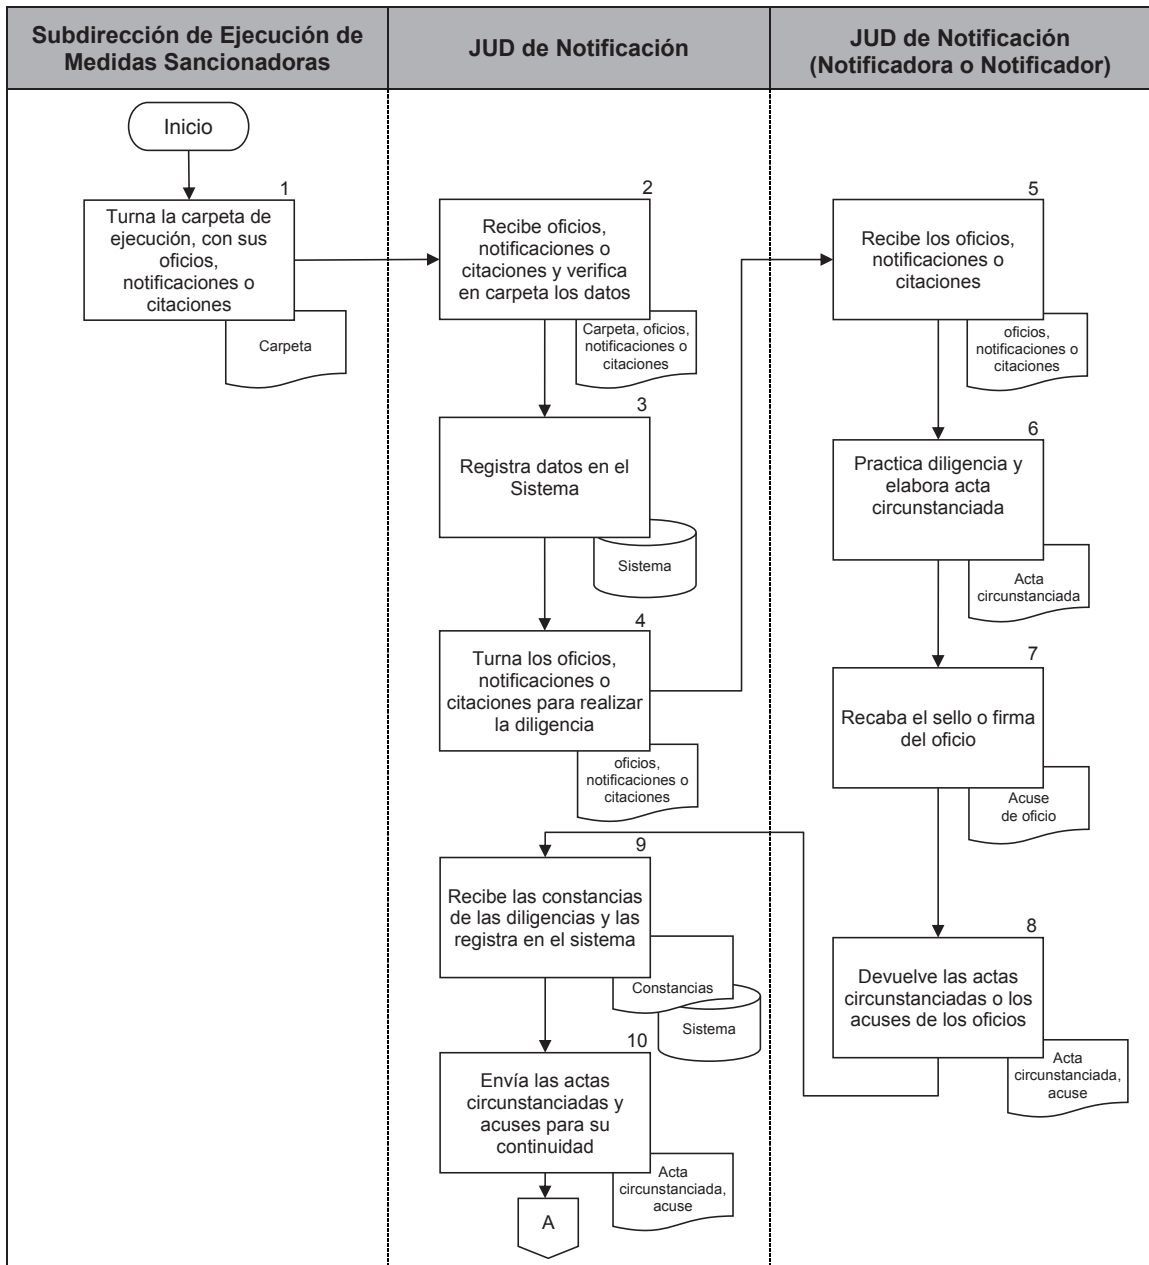 Subdirección de Ejecución de
Medidas Sancionadoras
JUD de Notificación
JUD de Notificación
(Notificadora o Notificador)
Inicio
1
Turna la carpeta de
ejecución, con sus
oficios,
notificaciones o
citaciones
Carpeta
2
Recibe oficios,
notificaciones o
citaciones y verifica
en carpeta los datos
Carpeta, oficios,
notificaciones o
citaciones
3
Registra datos en el
Sistema
Sistema
4
Turna los oficios,
notificaciones o
citaciones para realizar
la diligencia
oficios,
notificaciones o
citaciones
5
Recibe los oficios,
notificaciones o
citaciones
oficios,
notificaciones o
citaciones
6
Practica diligencia y
elabora acta
circunstanciada
Acta
circunstanciada
7
Recaba el sello o firma
del oficio
Acuse
de oficio
8
Devuelve las actas
circunstanciadas o los
acuses de los oficios
Acta
circunstanciada,
acuse
9
Recibe las constancias
de las diligencias y las
registra en el sistema
Constancias
Sistema
10
Envía las actas
circunstanciadas y
acuses para su
continuidad
Acta
circunstanciada,
acuse
A